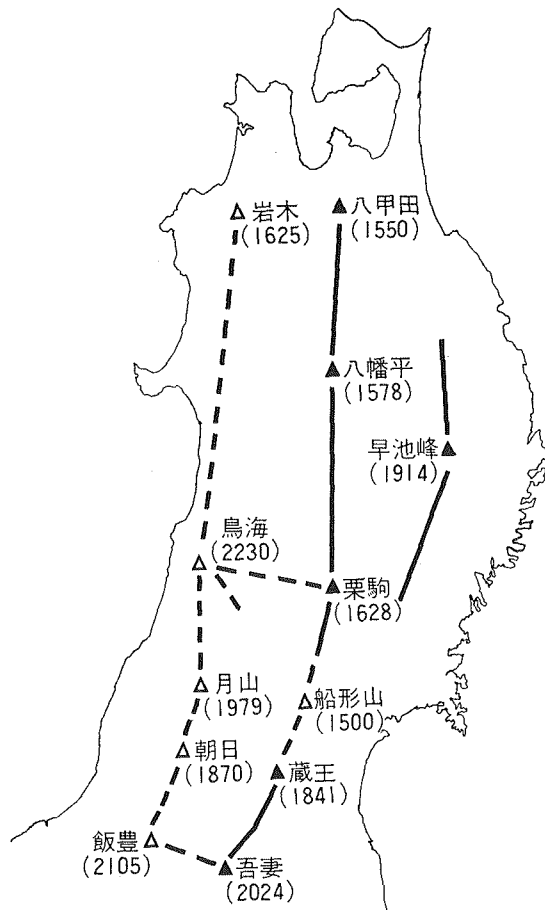 岩木
(1625)
八甲田
(1550)
八幡平
(1578)
早池峰
(1914)
鳥海
(2230)
栗駒
(1628)
月山
(1979)
船形山
(1500)
朝日
(1870)
蔵王
(1841)
飯豊
(2105)
吾妻
(2024)